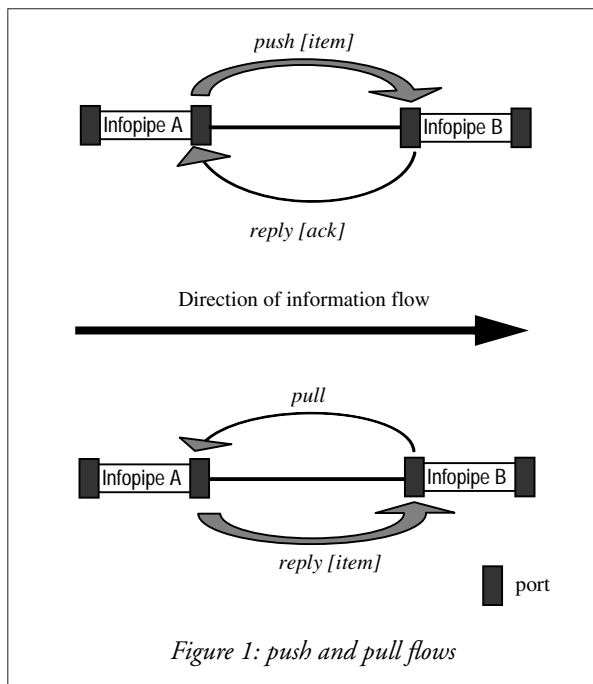 push [item]
Infopipe A
Infopipe B
reply [ack]
Direction of information flow
pull
Infopipe A
Infopipe B
reply [item]
port
Figure 1: push and pull flows